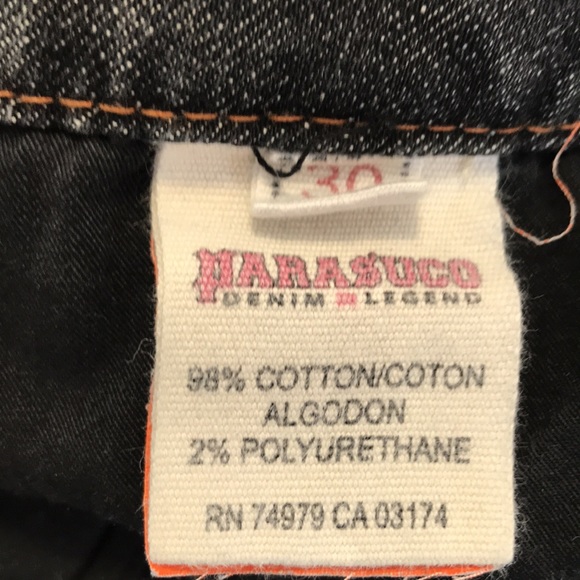 30
PARASUCO
DENIM LEGEND
98% COTTON/COTON
ALGODON
2% POLYURETHANE
RN 74979 CA 03174